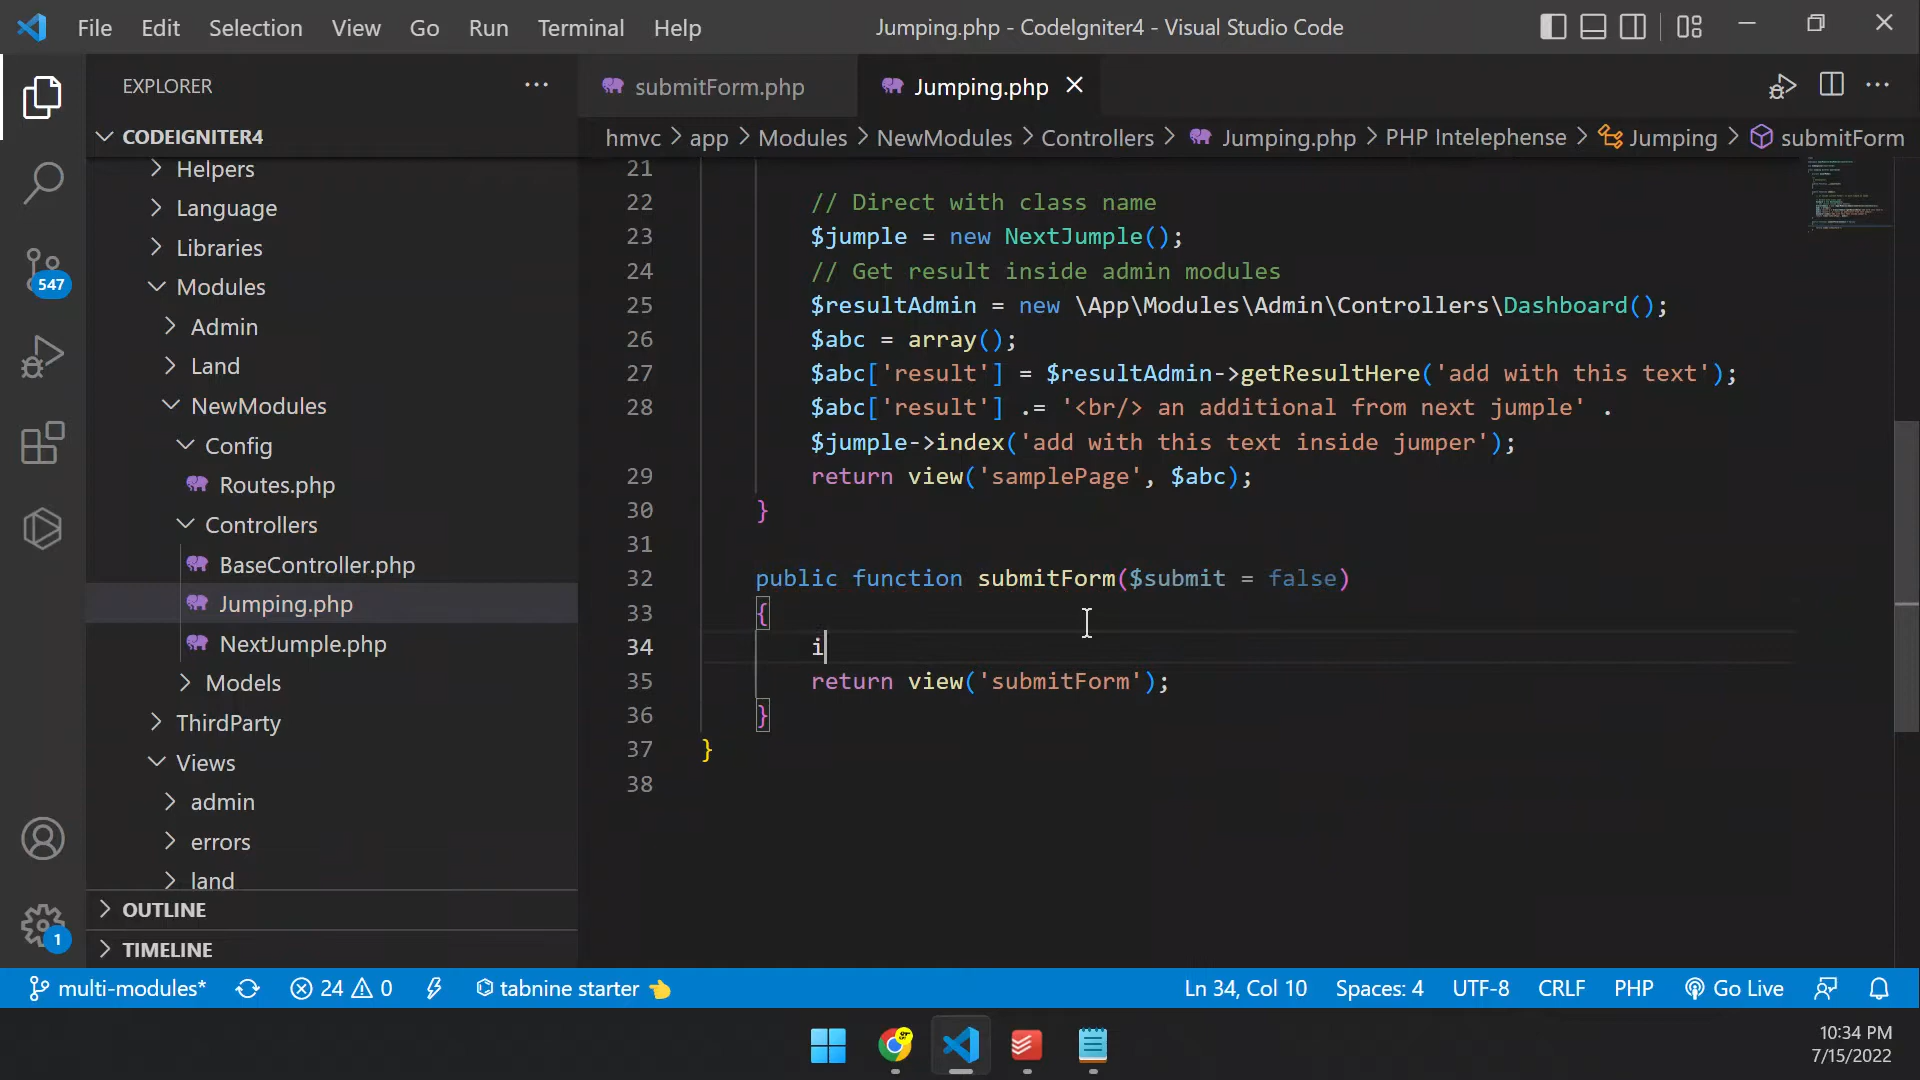 File Edit Selection View Go Run Terminal Help
Jumping.php - CodeIgniter4 - Visual Studio Code
EXPLORER
CODEIGNITER4
Helpers
Language
Libraries
Modules
Admin
Land
NewModules
Config
Routes.php
Controllers
BaseController.php
Jumping.php
NextJumple.php
Models
ThirdParty
Views
admin
errors
land
OUTLINE
TIMELINE
547
1
submitForm.php
Jumping.php
hmvc > app > Modules > NewModules > Controllers > Jumping.php > PHP Intelephense > Jumping > submitForm
21
22 // Direct with class name
23 $jumple = new NextJumple();
24 // Get result inside admin modules
25 $resultAdmin = new \App\Modules\Admin\Controllers\Dashboard();
26 $abc = array();
27 $abc['result'] = $resultAdmin->getResultHere('add with this text');
28 $abc['result'] .= '<br/> an additional from next jumple' .
$jumple->index('add with this text inside jumper');
29 return view('samplePage', $abc);
30 }
31
32 public function submitForm($submit = false)
33 {
34 i
35 return view('submitForm');
36 }
37 }
38
multi-modules* 24 0 tabnine starter Ln 34, Col 10 Spaces: 4 UTF-8 CRLF PHP Go Live
10:34 PM
7/15/2022